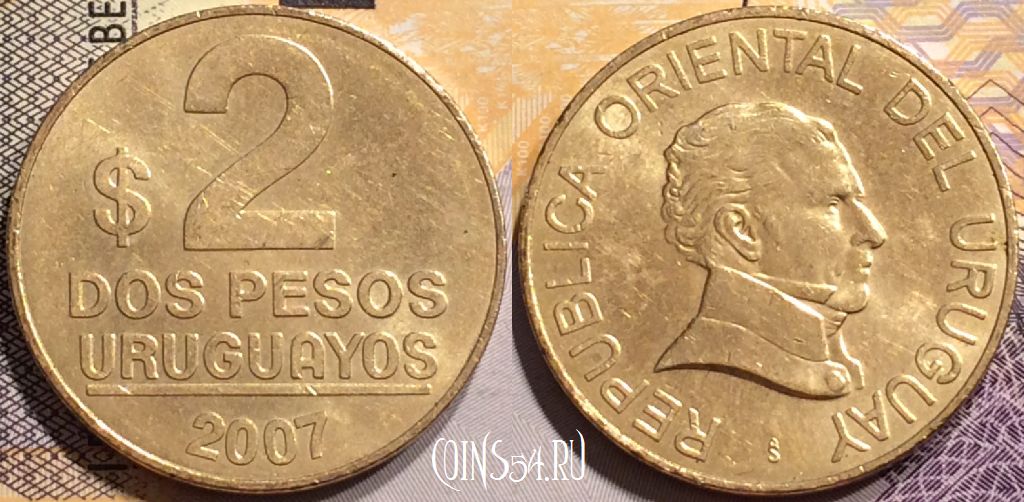 $ 2
DOS PESOS
URUGUAYOS
2007
REPUBLICA ORIENTAL DEL URUGUAY
COINS54.RU